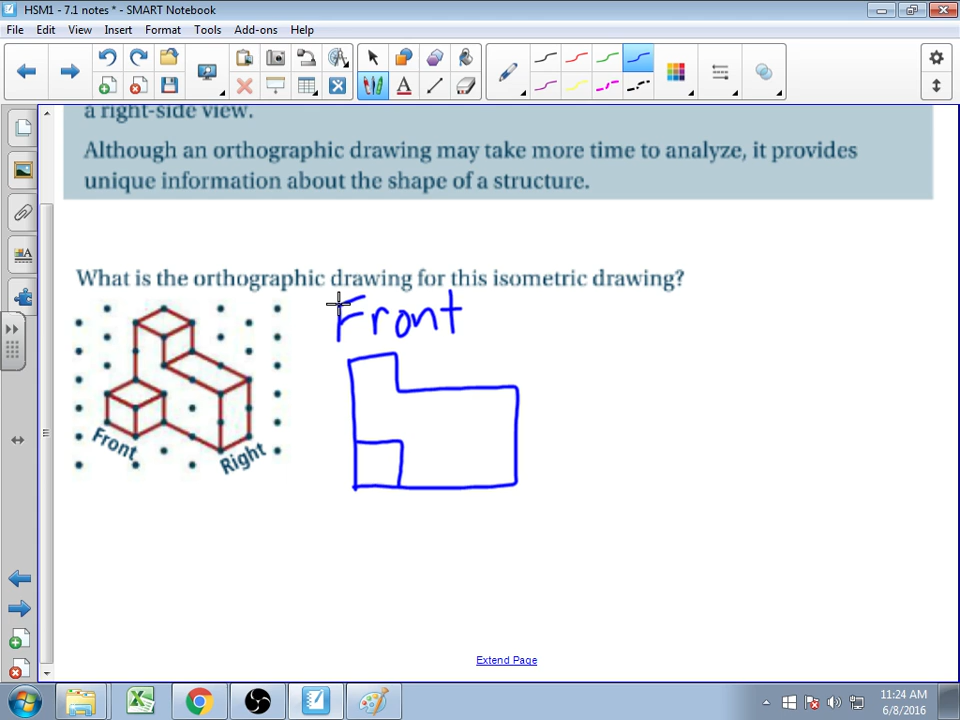 HSM1 - 7.1 notes * - SMART Notebook
File Edit View Insert Format Tools Add-ons Help
a right-side view.
Although an orthographic drawing may take more time to analyze, it provides
unique information about the shape of a structure.
What is the orthographic drawing for this isometric drawing?
Front
Front
Right
Extend Page
11:24 AM
6/8/2016